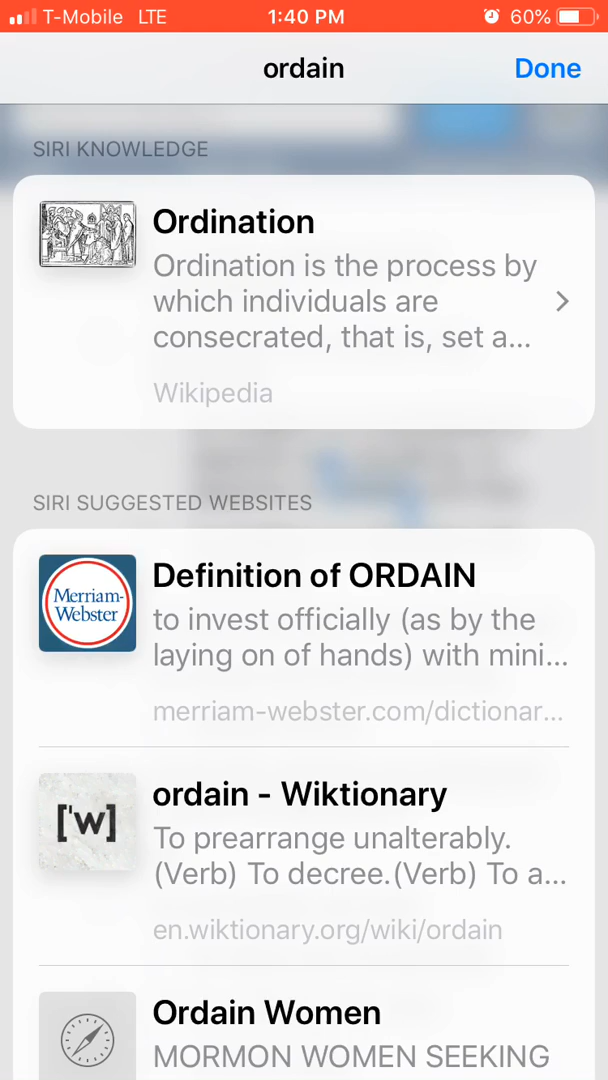 T-Mobile LTE 1:40 PM 60%
ordain Done
SIRI KNOWLEDGE
Ordination
Ordination is the process by
which individuals are
consecrated, that is, set a...
Wikipedia
SIRI SUGGESTED WEBSITES
Merriam-
Webster
Definition of ORDAIN
to invest officially (as by the
laying on of hands) with mini...
merriam-webster.com/dictionar...
['w]
ordain - Wiktionary
To prearrange unalterably.
(Verb) To decree.(Verb) To a...
en.wiktionary.org/wiki/ordain
Ordain Women
MORMON WOMEN SEEKING